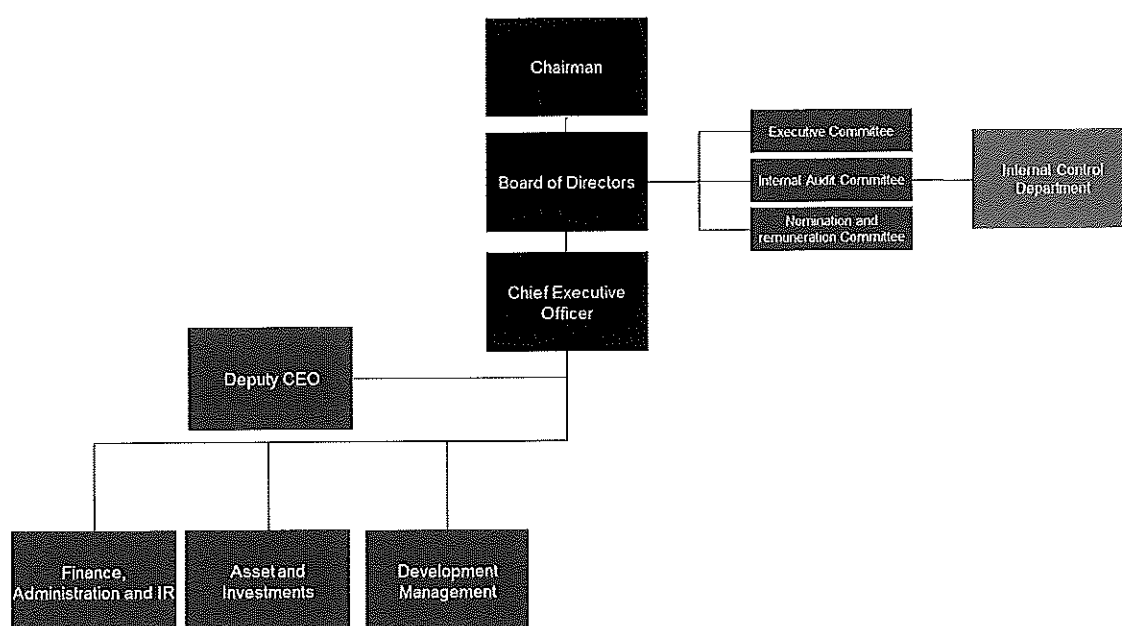 Chairman
Board of Directors
Executive Committee
Internal Audit Committee
Nomination and
remuneration Committee
Internal Control
Department
Chief Executive
Officer
Deputy CEO
Finance,
Administration and IR
Asset and
Investments
Development
Management